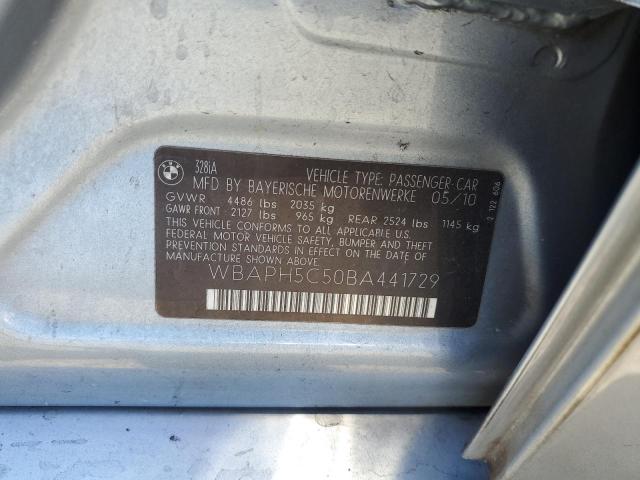 BMW
328iA
VEHICLE TYPE: PASSENGER CAR
MFD BY BAYERISCHE MOTORENWERKE 05/10
GVWR 4486 lbs 2035 kg
GAWR FRONT - 2127 lbs 965 kg REAR 2524 lbs 1145 kg
THIS VEHICLE CONFORMS TO ALL APPLICABLE U.S.
FEDERAL MOTOR VEHICLE SAFETY, BUMPER AND THEFT
PREVENTION STANDARDS IN EFFECT ON THE DATE OF
MANUFACTURE SHOWN ABOVE.
WBAPH5C50BA441729